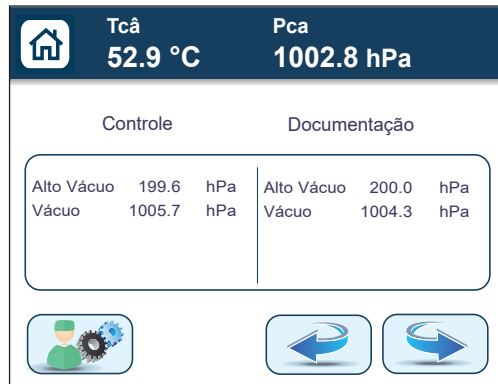 Tcâ Pca
52.9 °C 1002.8 hPa
Controle Documentação
Alto Vácuo 199.6 hPa Alto Vácuo 200.0 hPa
Vácuo 1005.7 hPa Vácuo 1004.3 hPa